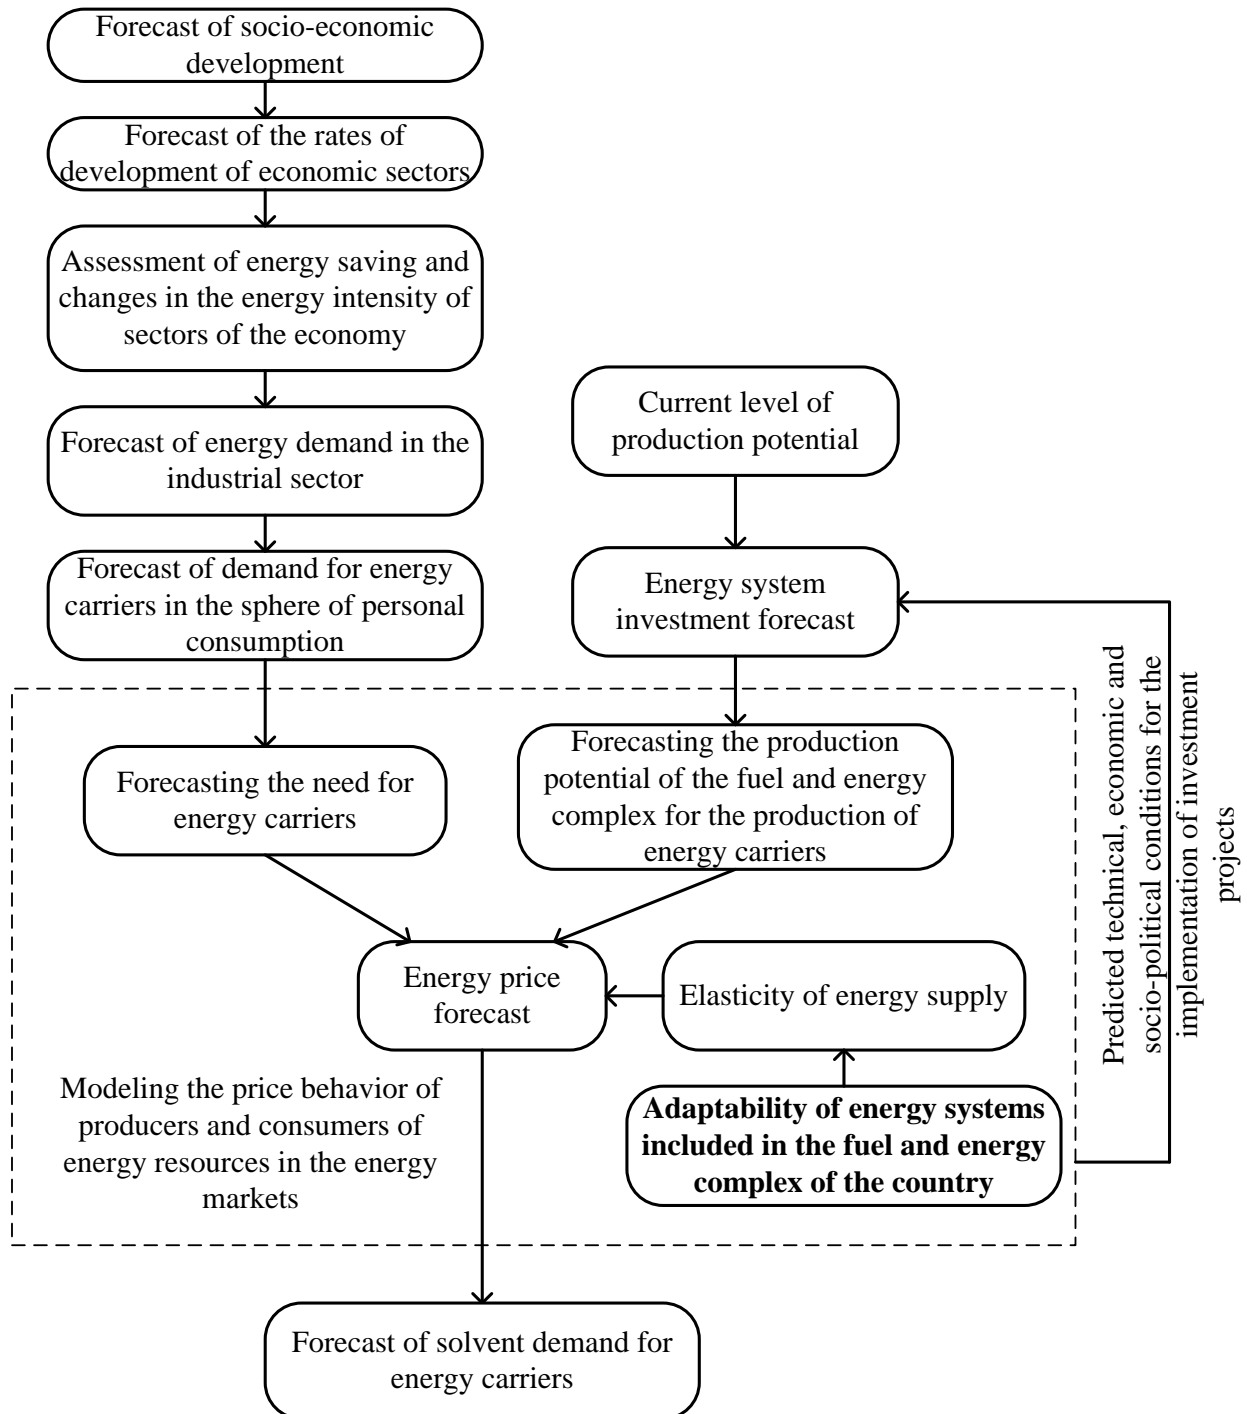 Forecast of socio-economic
development
Forecast of the rates of
development of economic sectors
Assessment of energy saving and
changes in the energy intensity of
sectors of the economy
Forecast of energy demand in the
industrial sector
Forecast of demand for energy
carriers in the sphere of personal
consumption
Current level of
production potential
Energy system
investment forecast
Forecasting the need for
energy carriers
Forecasting the production
potential of the fuel and energy
complex for the production of
energy carriers
Energy price
forecast
Elasticity of energy supply
Adaptability of energy systems
included in the fuel and energy
complex of the country
Modeling the price behavior of
producers and consumers of
energy resources in the energy
markets
Predicted technical, economic and
socio-political conditions for the
implementation of investment
projects
Forecast of solvent demand for
energy carriers